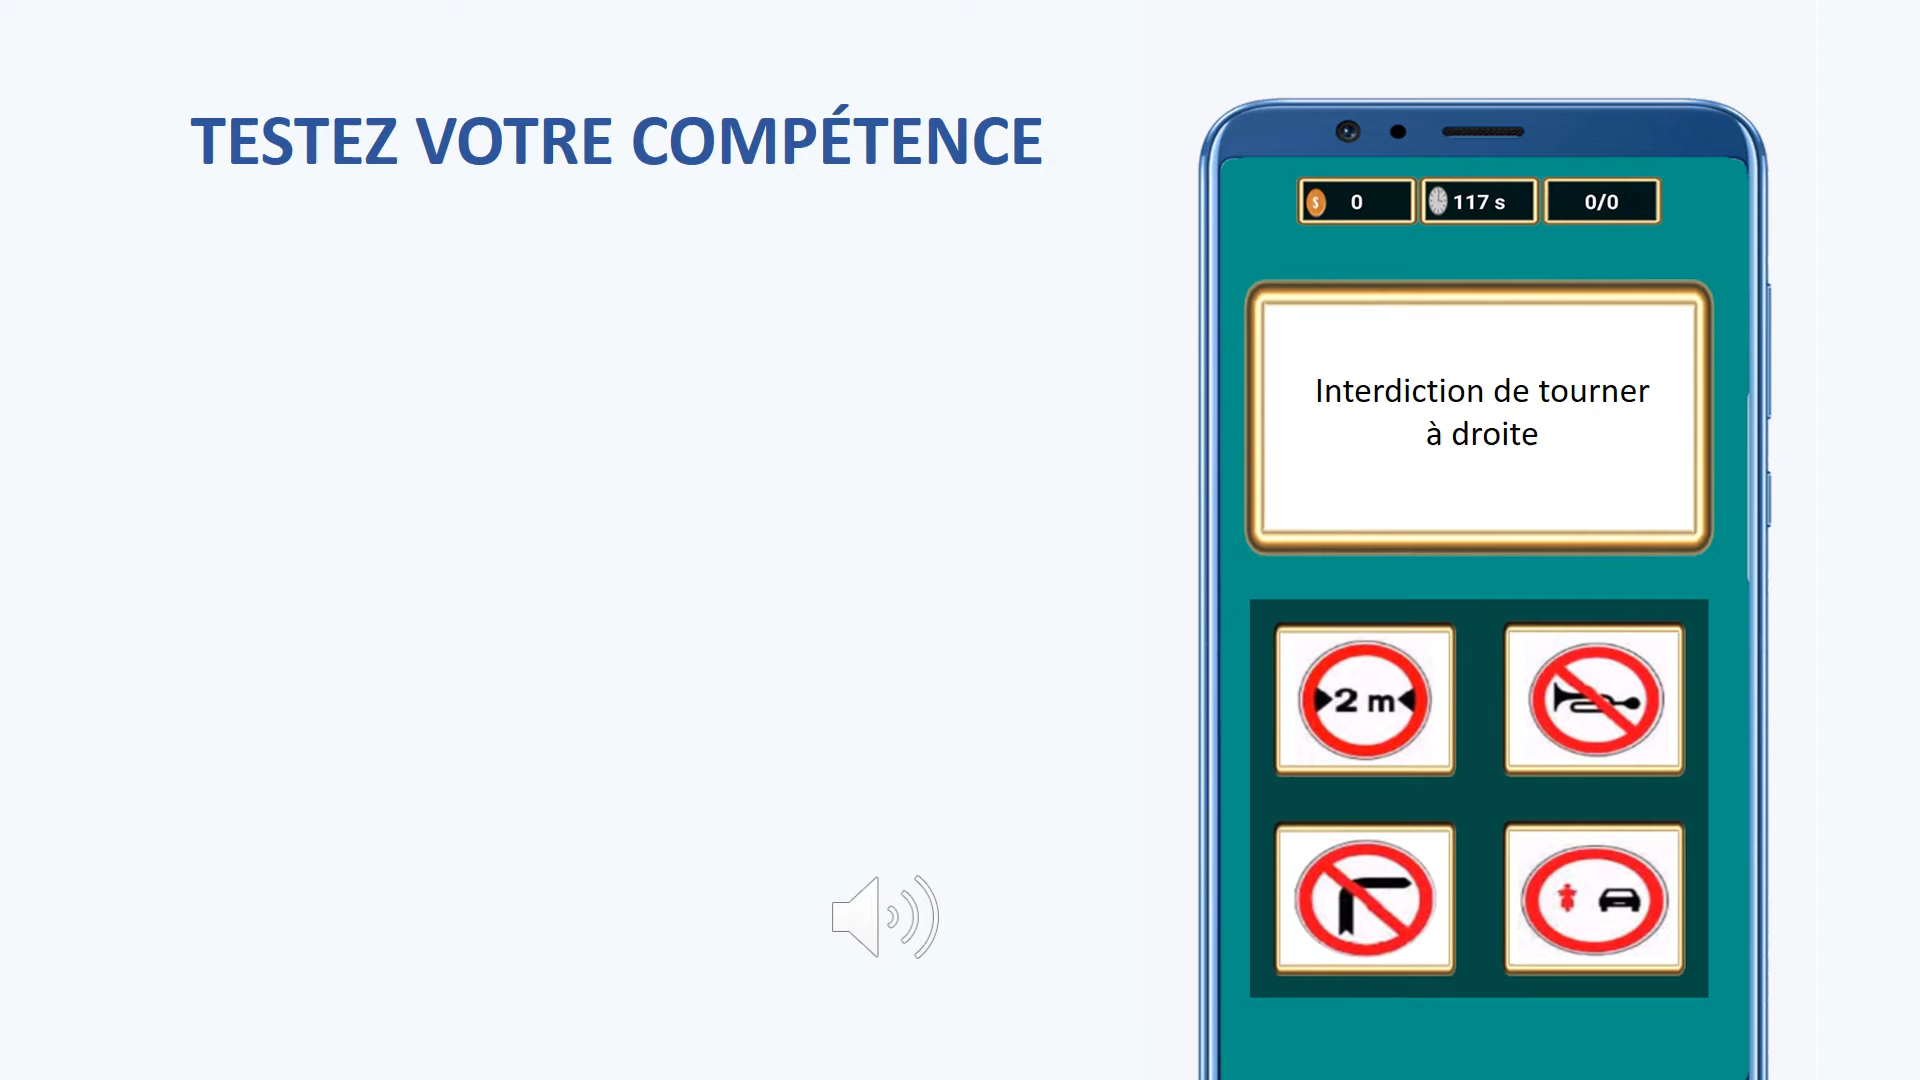 TESTEZ VOTRE COMPÉTENCE
$ 0
117 s
0/0
Interdiction de tourner
à droite
2 m